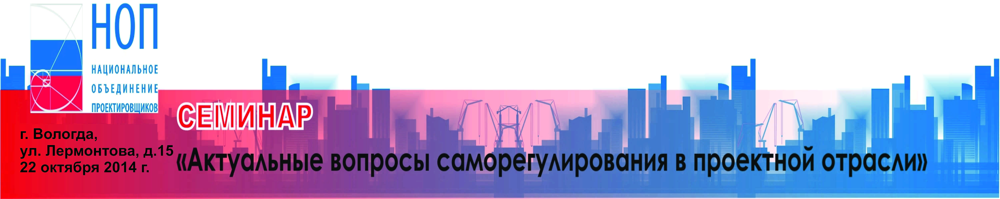 НОП
НАЦИОНАЛЬНОЕ
ОБЪЕДИНЕНИЕ
ПРОЕКТИРОВЩИКОВ
СЕМИНАР
г. Вологда,
ул. Лермонтова, д.15
22 октября 2014 г.
«Актуальные вопросы саморегулирования в проектной отрасли»